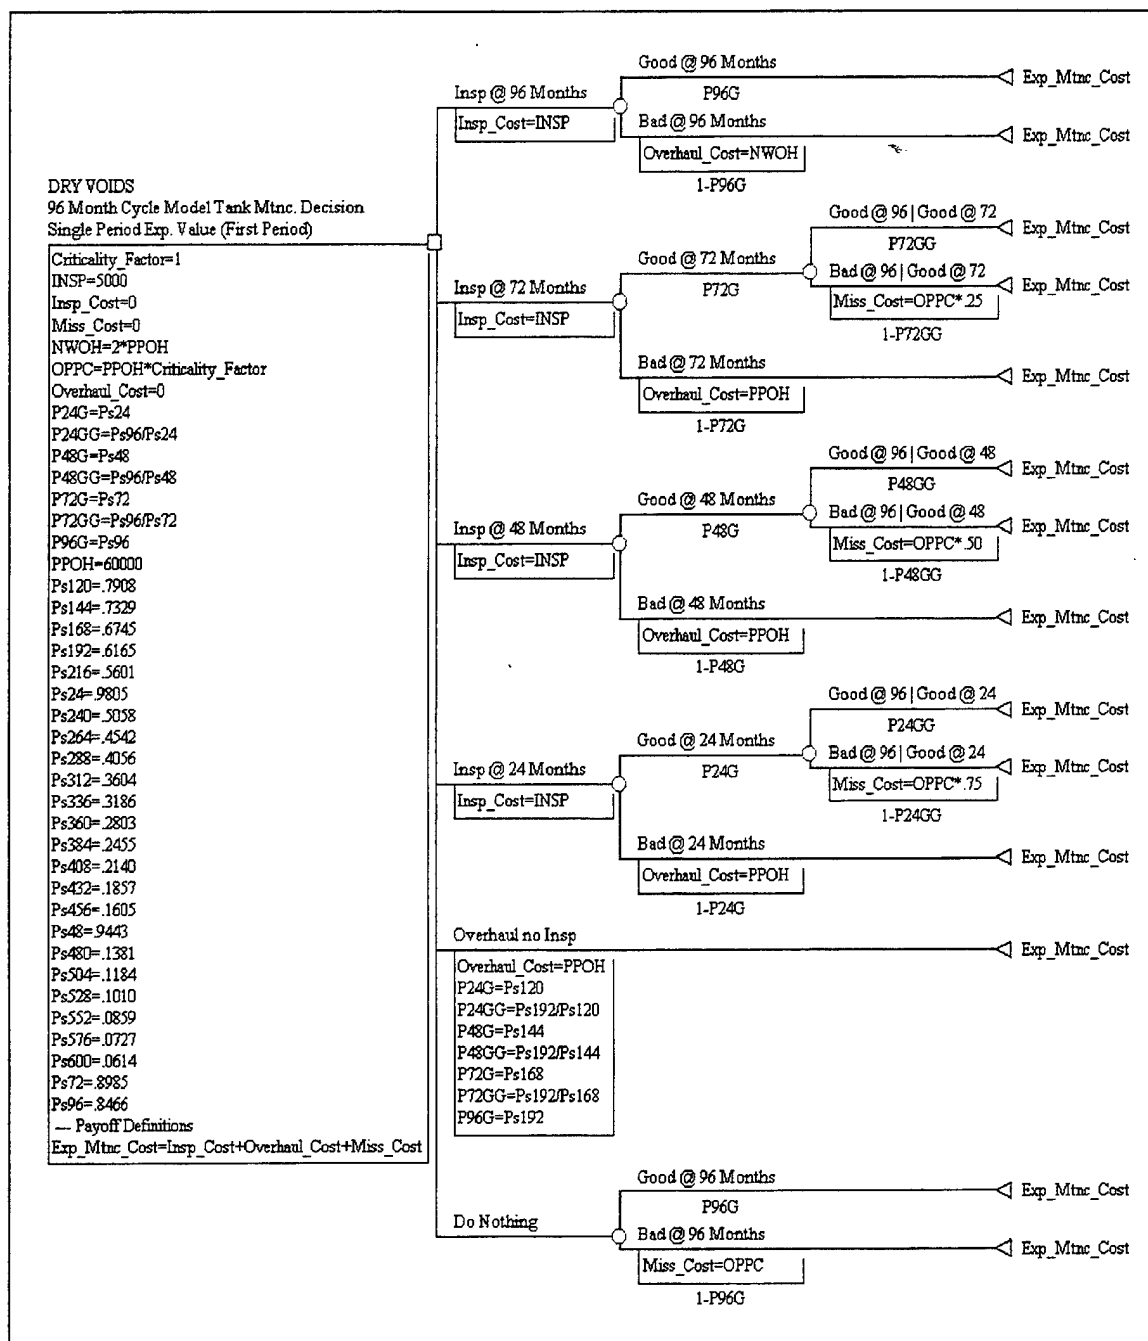 DRY VOIDS
96 Month Cycle Model Tank Mtnc. Decision
Single Period Exp. Value (First Period)
Criticality_Factor=1
INSP=5000
Insp_Cost=0
Miss_Cost=0
NWOH=2*PPOH
OPPC=PPOH*Criticality_Factor
Overhaul_Cost=0
P24G=Ps24
P24GG=Ps96/Ps24
P48G=Ps48
P48GG=Ps96/Ps48
P72G=Ps72
P72GG=Ps96/Ps72
P96G=Ps96
PPOH=60000
Ps120=.7908
Ps144=.7329
Ps168=.6745
Ps192=.6165
Ps216=.5601
Ps24=.9805
Ps240=.5058
Ps264=.4542
Ps288=.4056
Ps312=.3604
Ps336=.3186
Ps360=.2803
Ps384=.2455
Ps408=.2140
Ps432=.1857
Ps456=.1605
Ps48=.9443
Ps480=.1381
Ps504=.1184
Ps528=.1010
Ps552=.0859
Ps576=.0727
Ps600=.0614
Ps72=.8985
Ps96=.8466
--- Payoff Definitions
Exp_Mtnc_Cost=Insp_Cost+Overhaul_Cost+Miss_Cost
Insp @ 96 Months
Insp_Cost=INSP
Good @ 96 Months
P96G
Exp_Mtnc_Cost
Bad @ 96 Months
Overhaul_Cost=NWOH
1-P96G
Exp_Mtnc_Cost
Insp @ 72 Months
Insp_Cost=INSP
Good @ 72 Months
P72G
Good @ 96 | Good @ 72
P72GG
Exp_Mtnc_Cost
Bad @ 96 | Good @ 72
Miss_Cost=OPPC*.25
1-P72GG
Exp_Mtnc_Cost
Bad @ 72 Months
Overhaul_Cost=PPOH
1-P72G
Exp_Mtnc_Cost
Insp @ 48 Months
Insp_Cost=INSP
Good @ 48 Months
P48G
Good @ 96 | Good @ 48
P48GG
Exp_Mtnc_Cost
Bad @ 96 | Good @ 48
Miss_Cost=OPPC*.50
1-P48GG
Exp_Mtnc_Cost
Bad @ 48 Months
Overhaul_Cost=PPOH
1-P48G
Exp_Mtnc_Cost
Insp @ 24 Months
Insp_Cost=INSP
Good @ 24 Months
P24G
Good @ 96 | Good @ 24
P24GG
Exp_Mtnc_Cost
Bad @ 96 | Good @ 24
Miss_Cost=OPPC*.75
1-P24GG
Exp_Mtnc_Cost
Bad @ 24 Months
Overhaul_Cost=PPOH
1-P24G
Exp_Mtnc_Cost
Overhaul no Insp
Overhaul_Cost=PPOH
P24G=Ps120
P24GG=Ps192/Ps120
P48G=Ps144
P48GG=Ps192/Ps144
P72G=Ps168
P72GG=Ps192/Ps168
P96G=Ps192
Exp_Mtnc_Cost
Do Nothing
Good @ 96 Months
P96G
Exp_Mtnc_Cost
Bad @ 96 Months
Miss_Cost=OPPC
1-P96G
Exp_Mtnc_Cost